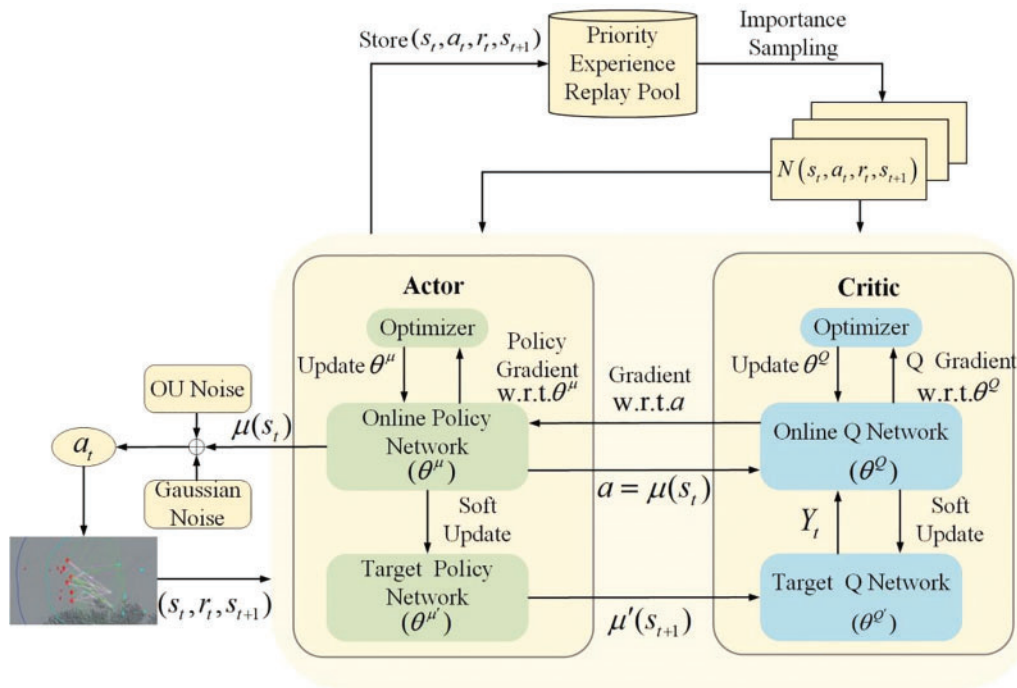 Store(s_t, a_t, r_t, s_{t+1})
Priority
Experience
Replay Pool
Importance
Sampling
N(s_t, a_t, r_t, s_{t+1})
Actor
Optimizer
Update θ^μ
Policy
Gradient
w.r.t.θ^μ
Online Policy
Network
(θ^μ)
Soft
Update
Target Policy
Network
(θ^{μ'})
Critic
Optimizer
Update θ^Q
Q Gradient
w.r.t.θ^Q
Online Q Network
(θ^Q)
Y_t
Soft
Update
Target Q Network
(θ^{Q'})
Gradient
w.r.t.a
a = μ(s_t)
μ'(s_{t+1})
OU Noise
μ(s_t)
a_t
Gaussian
Noise
(s_t, r_t, s_{t+1})